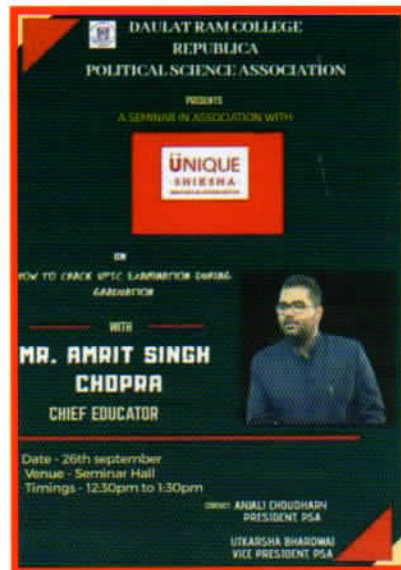 DAULAT RAM COLLEGE
REPUBLICA
POLITICAL SCIENCE ASSOCIATION
PRESENTS
A SEMINAR IN ASSOCIATION WITH
UNIQUE
SHIKSHA
ON
HOW TO CRACK UPSC EXAMINATION DURING
GRADUATION
WITH
MR. AMRIT SINGH
CHOPRA
CHIEF EDUCATOR
Date - 26th september
Venue - Seminar Hall
Timings - 12.30pm to 1:30pm
CONTACT: ANJALI CHOUDHARY
PRESIDENT, PSA
UTKARSHA BHARDWAJ
VICE PRESIDENT, PSA